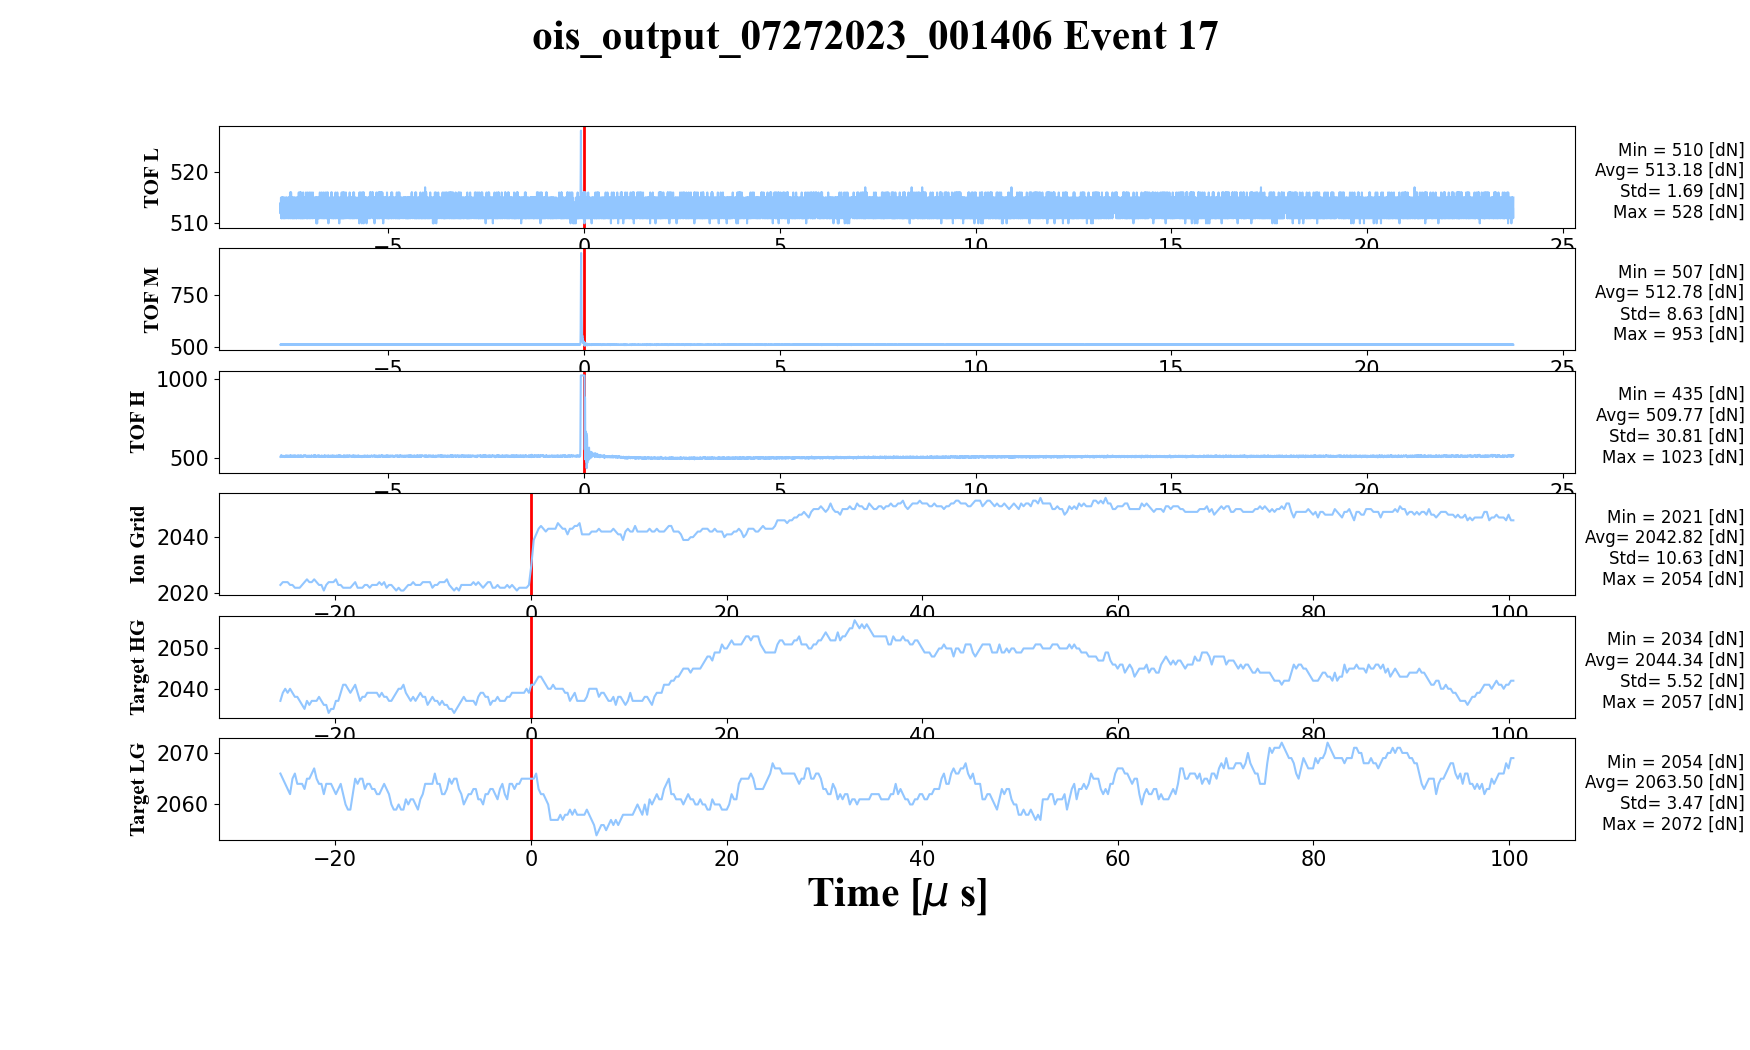 ois_output_07272023_001406 Event 17
TOF L
520
510
−5
0
5
10
15
20
25
Min = 510 [dN]
Avg= 513.18 [dN]
Std= 1.69 [dN]
Max = 528 [dN]
TOF M
750
500
−5
0
5
10
15
20
25
Min = 507 [dN]
Avg= 512.78 [dN]
Std= 8.63 [dN]
Max = 953 [dN]
TOF H
1000
500
−5
0
5
10
15
20
25
Min = 435 [dN]
Avg= 509.77 [dN]
Std= 30.81 [dN]
Max = 1023 [dN]
Ion Grid
2040
2020
−20
0
20
40
60
80
100
Min = 2021 [dN]
Avg= 2042.82 [dN]
Std= 10.63 [dN]
Max = 2054 [dN]
Target HG
2050
2040
−20
0
20
40
60
80
100
Min = 2034 [dN]
Avg= 2044.34 [dN]
Std= 5.52 [dN]
Max = 2057 [dN]
Target LG
2070
2060
−20
0
20
40
60
80
100
Min = 2054 [dN]
Avg= 2063.50 [dN]
Std= 3.47 [dN]
Max = 2072 [dN]
Time [μ s]